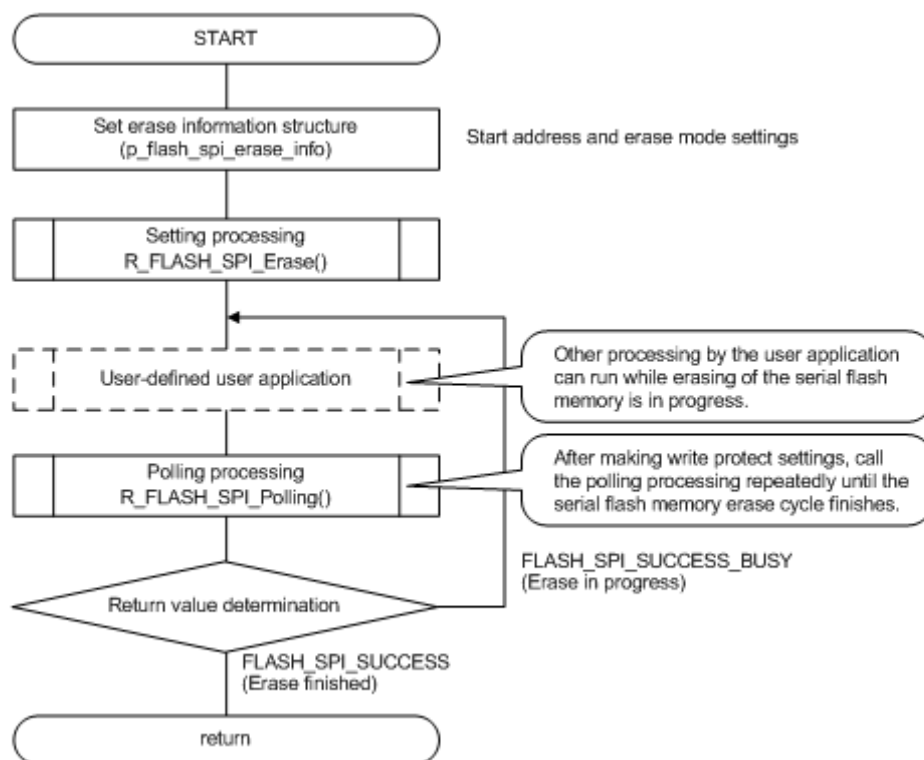 START
Set erase information structure
(p_flash_spi_erase_info)
Start address and erase mode settings
Setting processing
R_FLASH_SPI_Erase()
User-defined user application
Other processing by the user application
can run while erasing of the serial flash
memory is in progress.
Polling processing
R_FLASH_SPI_Polling()
After making write protect settings, call
the polling processing repeatedly until the
serial flash memory erase cycle finishes.
FLASH_SPI_SUCCESS_BUSY
(Erase in progress)
Return value determination
FLASH_SPI_SUCCESS
(Erase finished)
return